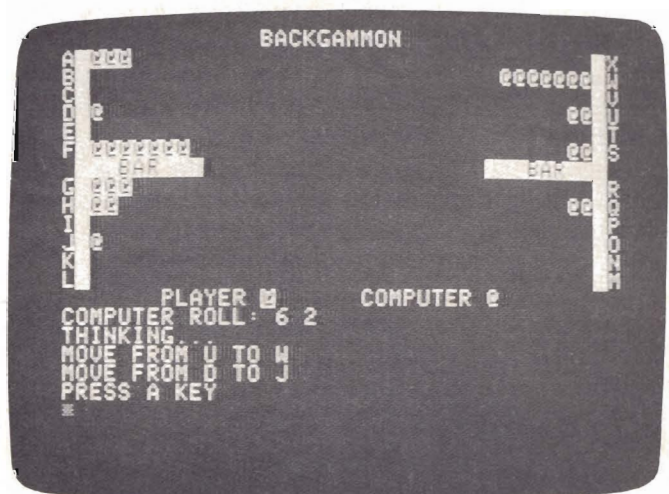 BACKGAMMON
A @@@ X
B @@@@@@@ W
C V
D @ @@ U
E T
F @@@@@@@ @@ S
BAR BAR
G @@@ R
H @@ @@ Q
I P
J @ O
K N
L M
PLAYER @ COMPUTER @
COMPUTER ROLL: 6 2
THINKING...
MOVE FROM U TO W
MOVE FROM D TO J
PRESS A KEY